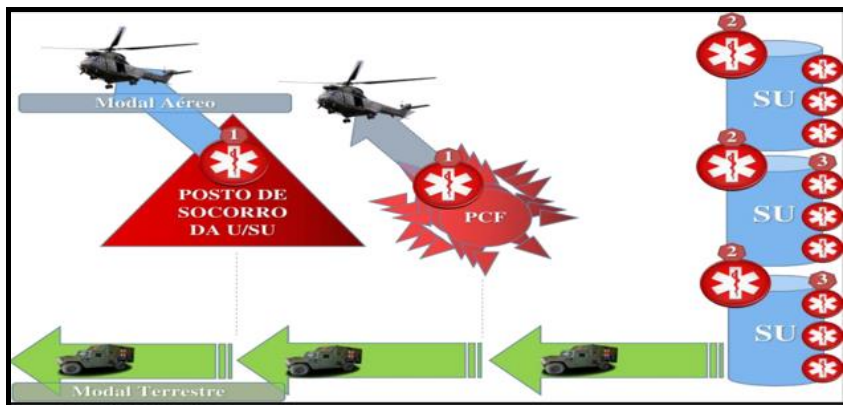 Modal Aéreo
1
POSTO DE
SOCORRO
DA U/SU
1
PCF
2
SU
2
3
SU
2
3
SU
Modal Terrestre